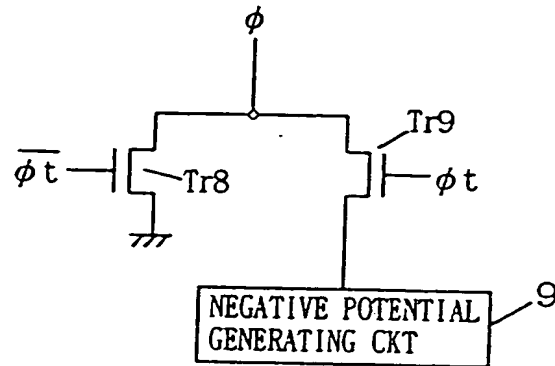 φ
Tr9
φt
Tr8
φt
NEGATIVE POTENTIAL
GENERATING CKT
9